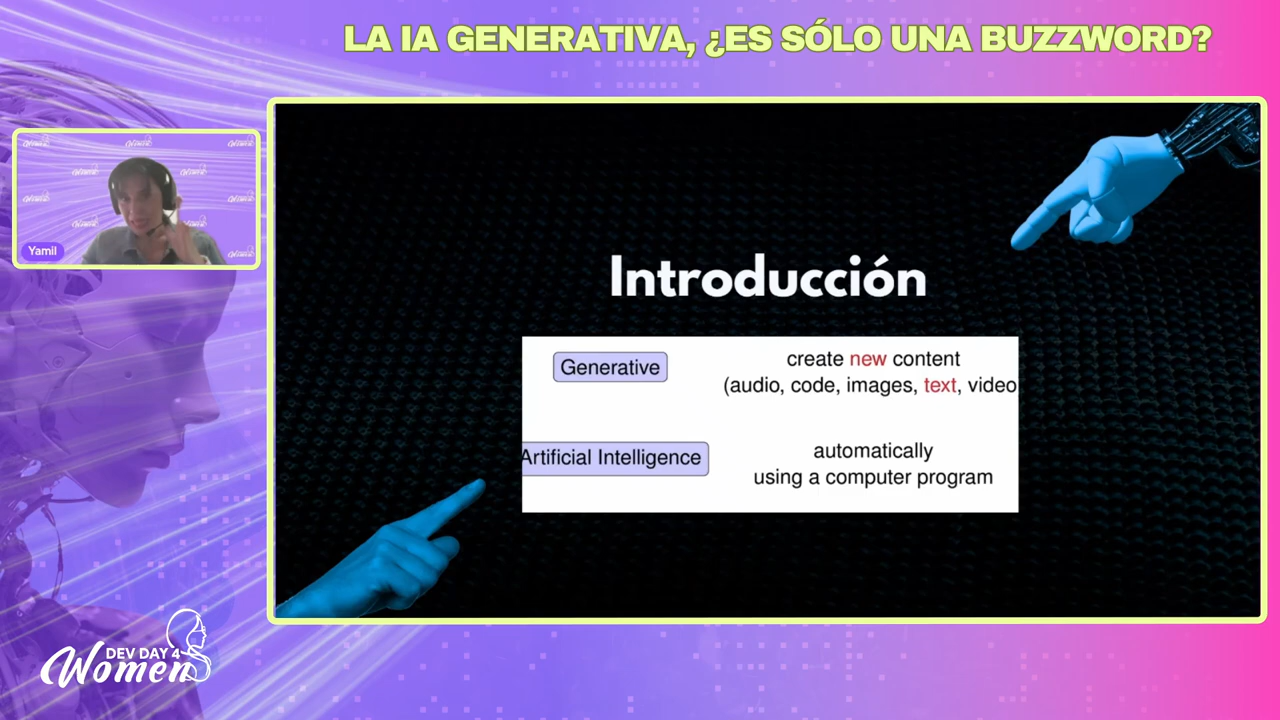 LA IA GENERATIVA, ¿ES SÓLO UNA BUZZWORD?
Yamil
Introducción
Generative
create new content
(audio, code, images, text, video
Artificial Intelligence
automatically
using a computer program
DEV DAY 4
Women